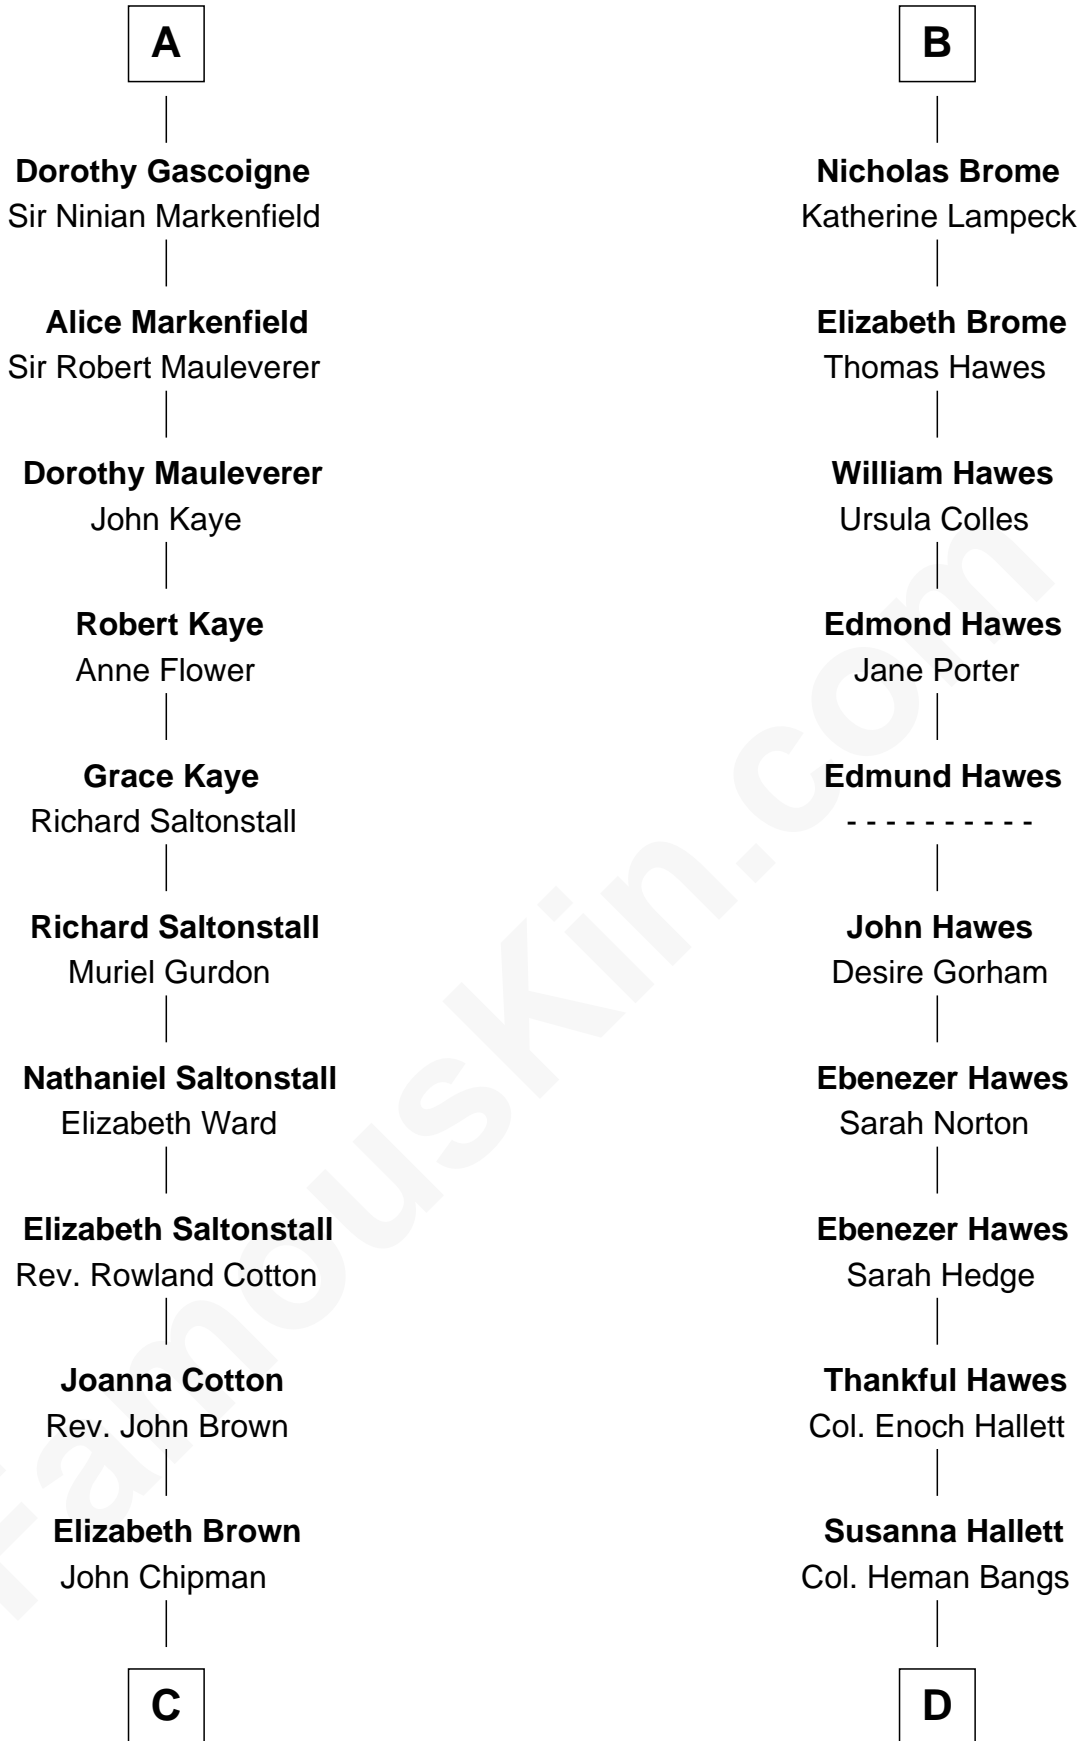 A
Dorothy Gascoigne
Sir Ninian Markenfield
Alice Markenfield
Sir Robert Mauleverer
Dorothy Mauleverer
John Kaye
Robert Kaye
Anne Flower
Grace Kaye
Richard Saltonstall
Richard Saltonstall
Muriel Gurdon
Nathaniel Saltonstall
Elizabeth Ward
Elizabeth Saltonstall
Rev. Rowland Cotton
Joanna Cotton
Rev. John Brown
Elizabeth Brown
John Chipman
C
B
Nicholas Brome
Katherine Lampeck
Elizabeth Brome
Thomas Hawes
William Hawes
Ursula Colles
Edmond Hawes
Jane Porter
Edmund Hawes
- - - - - - - - - -
John Hawes
Desire Gorham
Ebenezer Hawes
Sarah Norton
Ebenezer Hawes
Sarah Hedge
Thankful Hawes
Col. Enoch Hallett
Susanna Hallett
Col. Heman Bangs
D
FamousKin.com